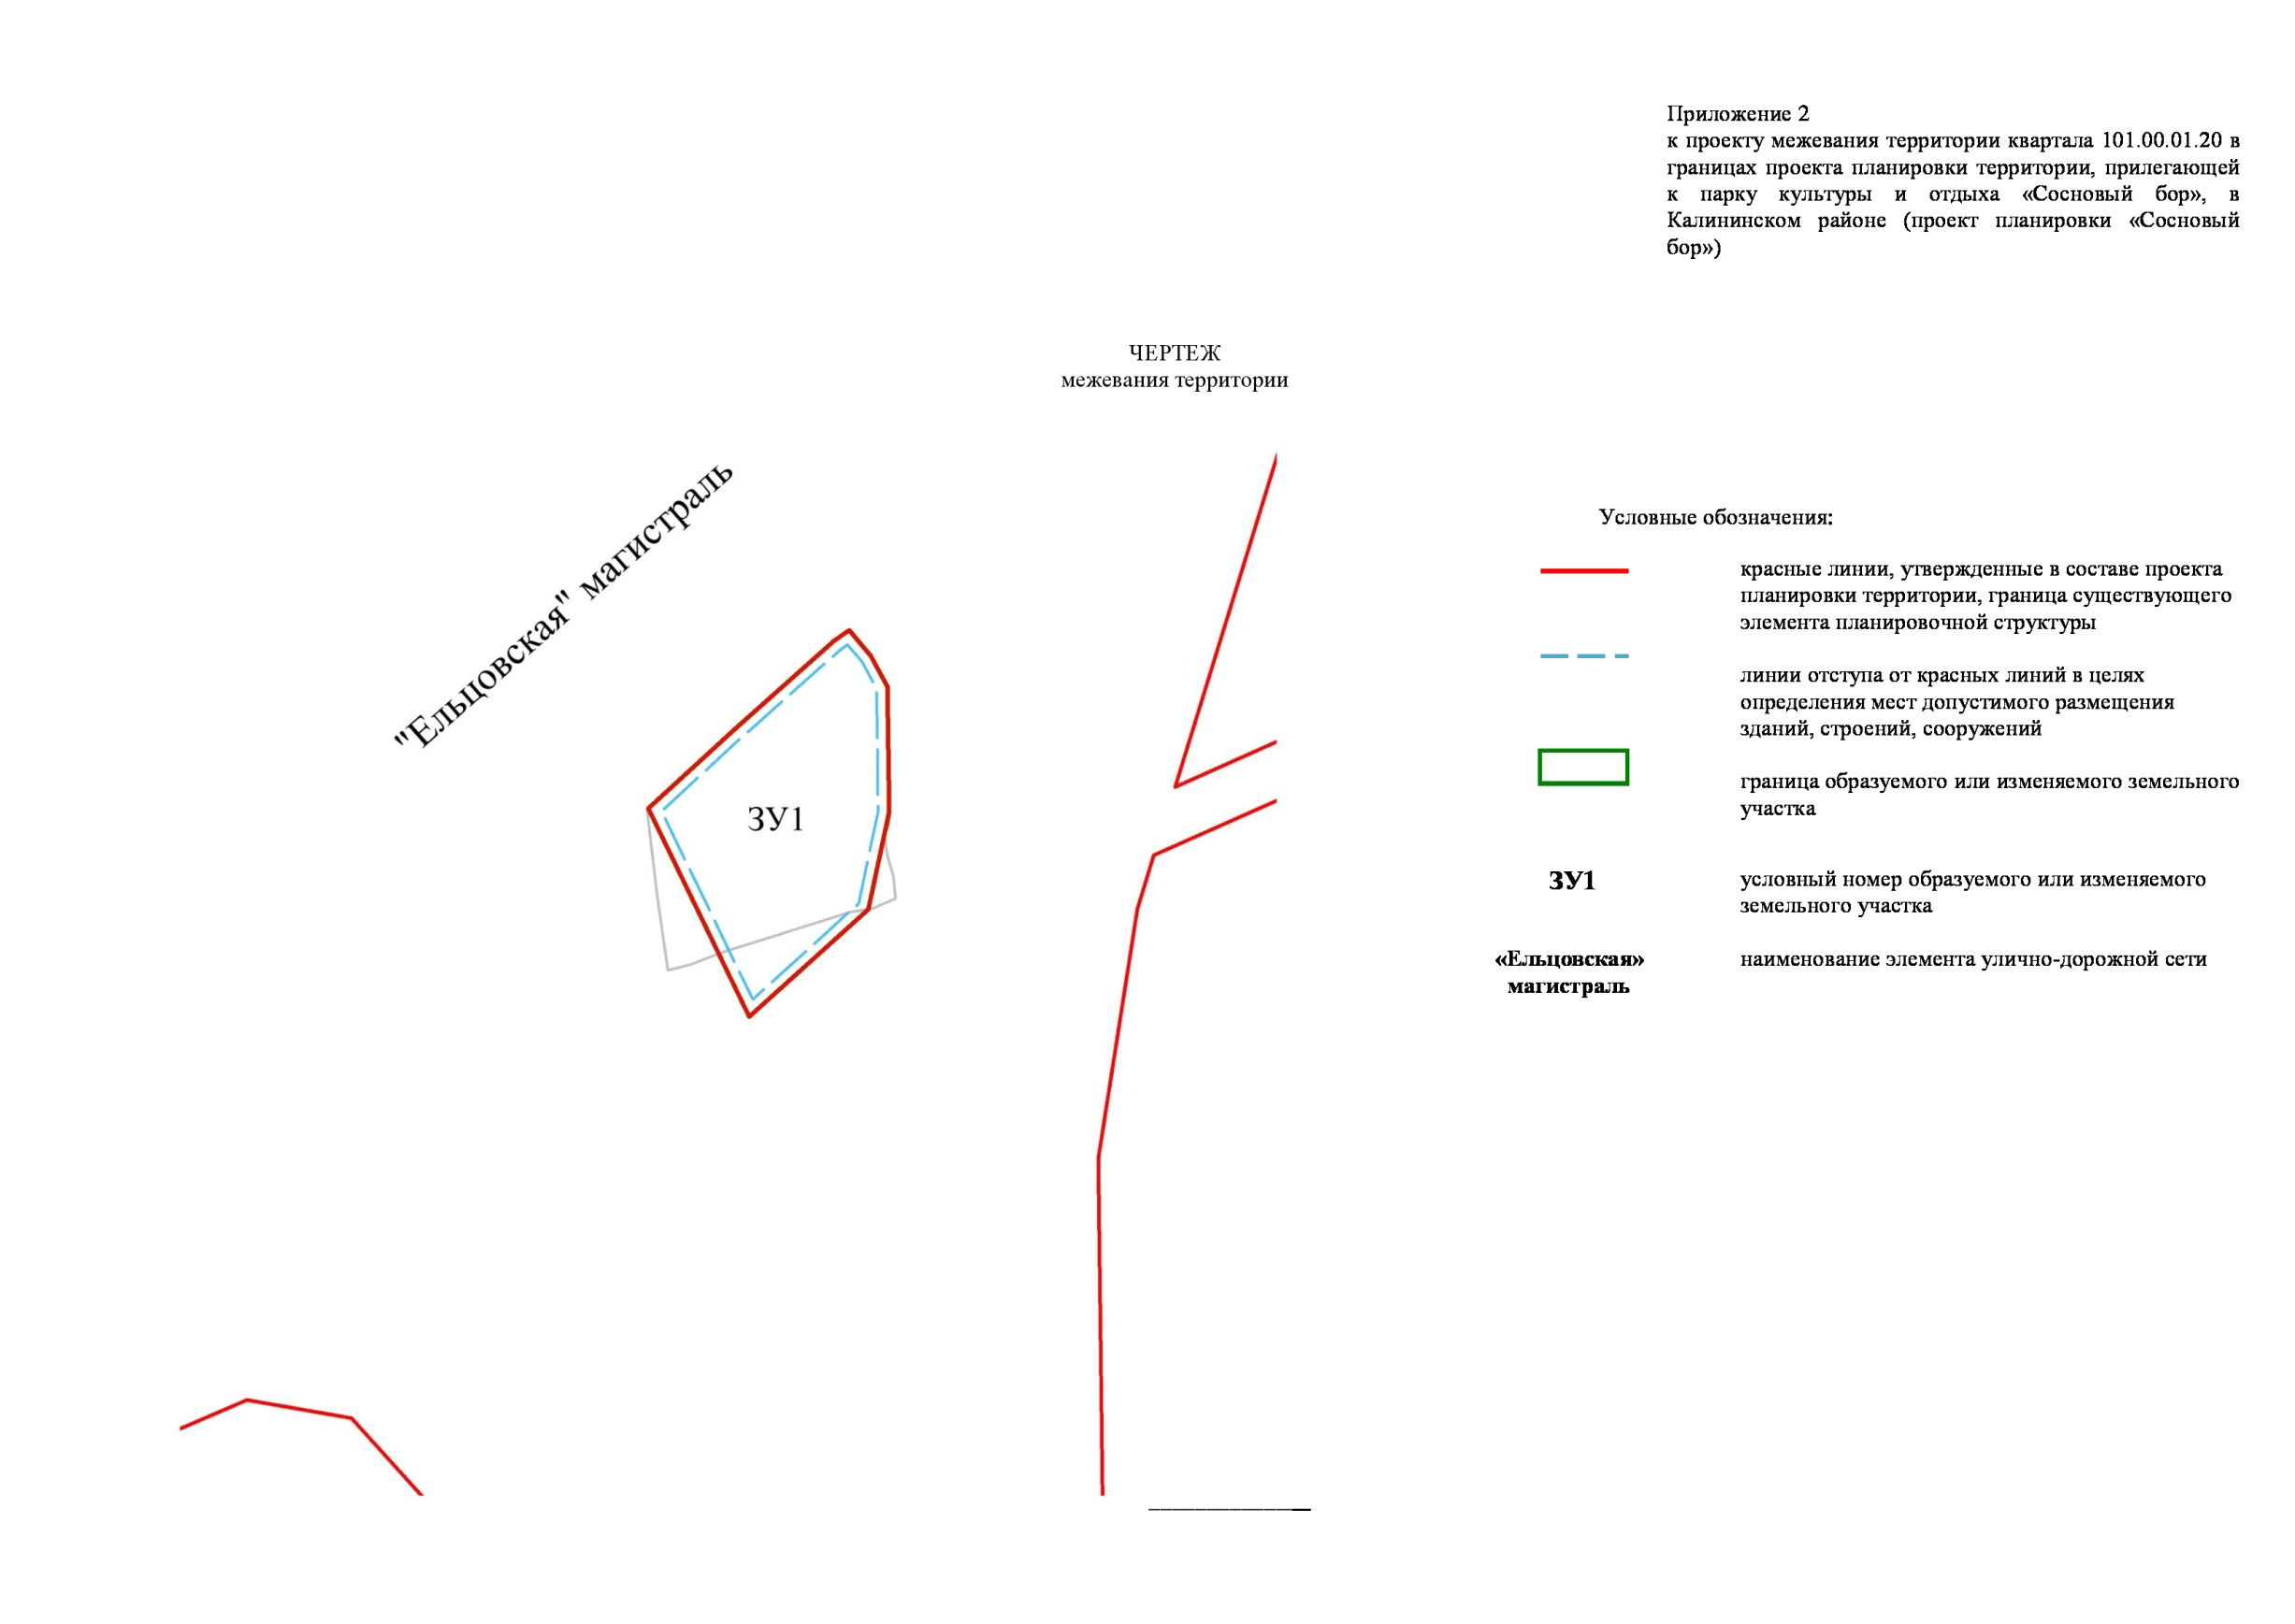 Приложение 2
к проекту межевания территории квартала 101.00.01.20 в
границах проекта планировки территории, прилегающей
к парку культуры и отдыха «Сосновый бор», в
Калининском районе (проект планировки «Сосновый
бор»)
ЧЕРТЕЖ
межевания территории
"Ельцовская" магистраль
ЗУ1
Условные обозначения:
красные линии, утвержденные в составе проекта
планировки территории, граница существующего
элемента планировочной структуры
линии отступа от красных линий в целях
определения мест допустимого размещения
зданий, строений, сооружений
граница образуемого или изменяемого земельного
участка
ЗУ1
условный номер образуемого или изменяемого
земельного участка
«Ельцовская»
магистраль
наименование элемента улично-дорожной сети